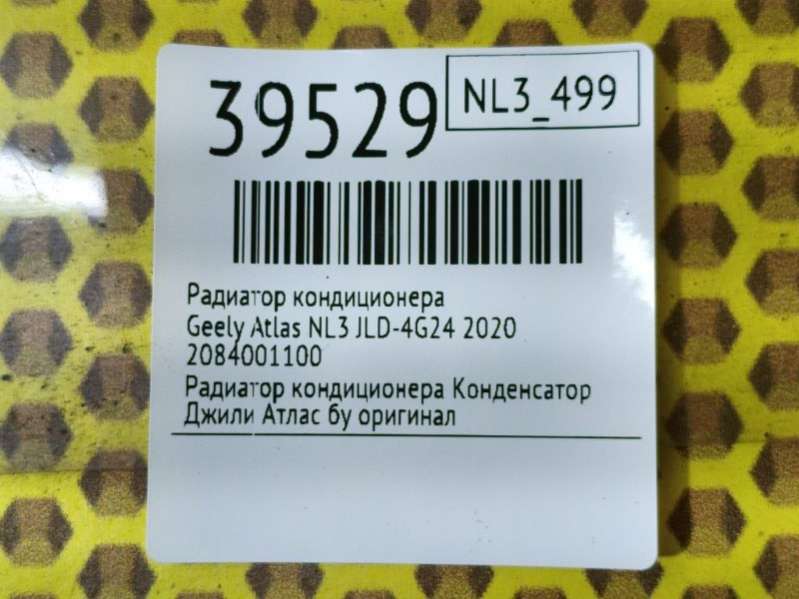 39529
NL3_499
Радиатор кондиционера
Geely Atlas NL3 JLD-4G24 2020
2084001100
Радиатор кондиционера Конденсатор
Джили Атлас бу оригинал